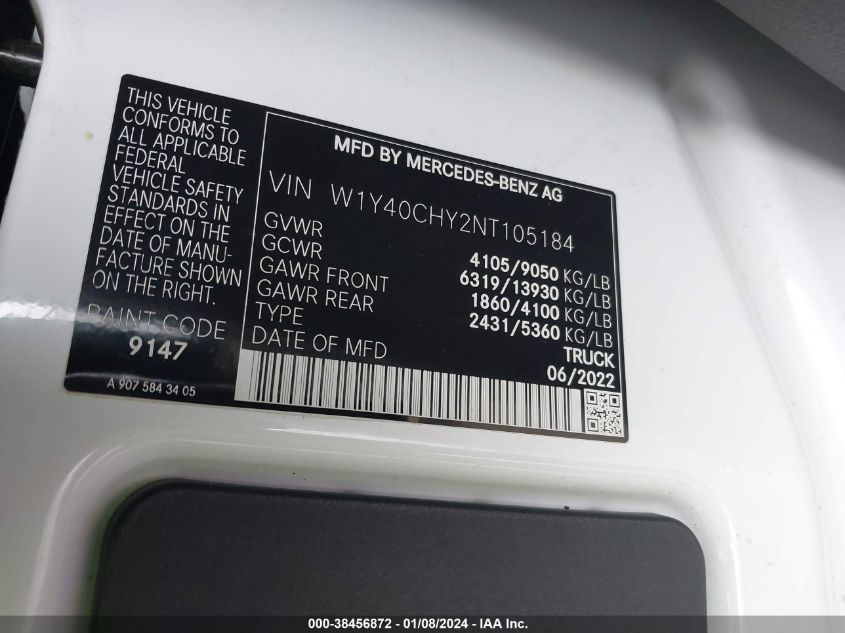 THIS VEHICLE
CONFORMS TO
ALL APPLICABLE
FEDERAL
VEHICLE SAFETY
STANDARDS IN
EFFECT ON THE
DATE OF MANU-
FACTURE SHOWN
ON THE RIGHT.
PAINT CODE
9147
A 907 584 34 05
MFD BY MERCEDES-BENZ AG
VIN W1Y40CHY2NT105184
GVWR 4105/9050 KG/LB
GCWR 6319/13930 KG/LB
GAWR FRONT 1860/4100 KG/LB
GAWR REAR 2431/5360 KG/LB
TYPE TRUCK
DATE OF MFD 06/2022
000-38456872 - 01/08/2024 - IAA Inc.